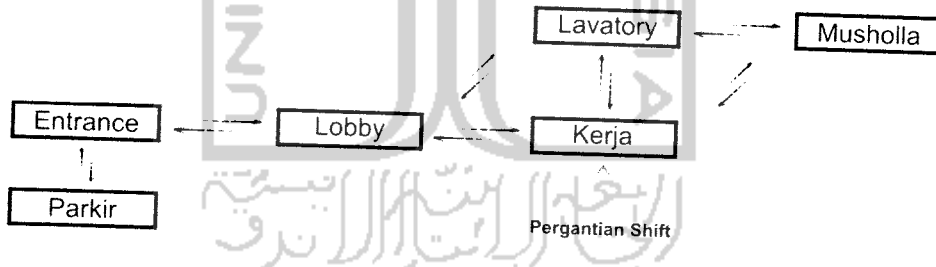 Lavatory
Musholla
Entrance
Lobby
Kerja
Parkir
Pergantian Shift